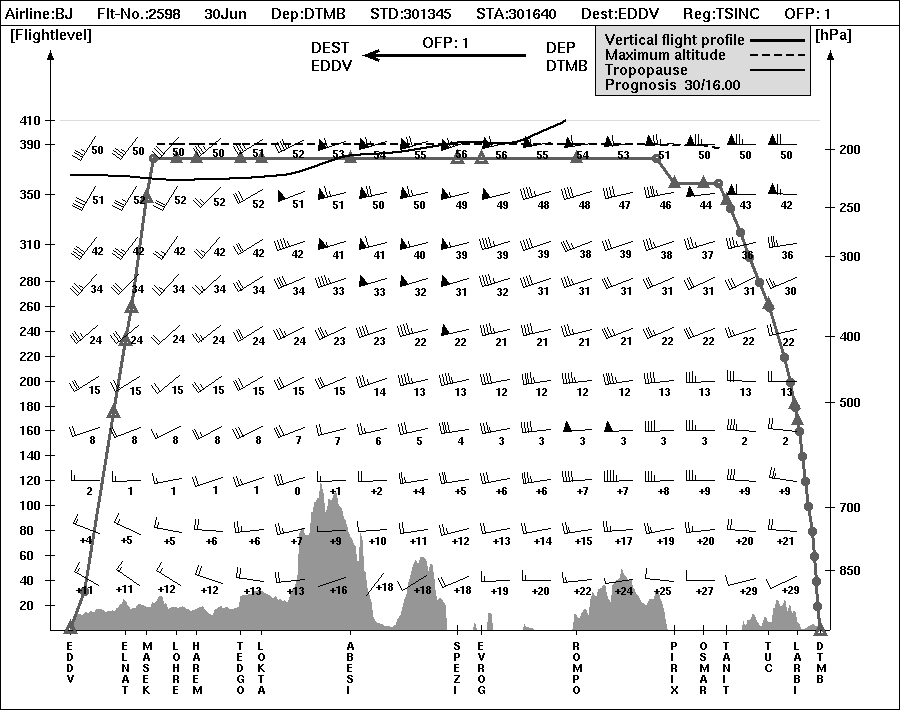 Airline:BJ Flt-No.:2598 30Jun Dep:DTMB STD:301345 STA:301640 Dest:EDDV Reg:TSINC OFP: 1
[Flightlevel] [hPa]
DEST OFP: 1 DEP
EDDV DTMB
Vertical flight profile
Maximum altitude
Tropopause
Prognosis 30/16.00
410
390 200
50 50 50 50 51 52 53 54 55 56 56 55 54 53 51 50 50 50
350 250
51 52 52 52 52 51 51 50 50 49 49 48 48 47 46 44 43 42
310 300
42 42 42 42 42 42 41 41 40 39 39 39 38 39 38 37 36 36
280
34 34 34 34 34 34 33 33 32 31 32 31 31 31 31 31 31 30
260
240 400
24 24 24 24 24 24 23 23 22 22 21 21 21 21 22 22 22 22
220
200
15 15 15 15 15 15 15 14 13 13 12 12 12 12 13 13 13 13
180 500
160
8 8 8 8 8 7 7 6 5 4 3 3 3 3 3 3 2 2
140
120
2 1 1 1 1 0 +1 +2 +4 +5 +6 +6 +7 +7 +8 +9 +9 +9
100 700
80
+4 +5 +5 +6 +6 +7 +9 +10 +11 +12 +13 +14 +15 +17 +19 +20 +20 +21
60
850
40
+11 +11 +12 +12 +13 +13 +16 +18 +18 +18 +19 +20 +22 +24 +25 +27 +29 +29
20
EDDV ELNAT MASEK LOHRE HAREM TEDGO LOKTA ABESI SPEZI EVROG ROMPO PIRIX OSMAR TANIT TUC LARBI DTMB